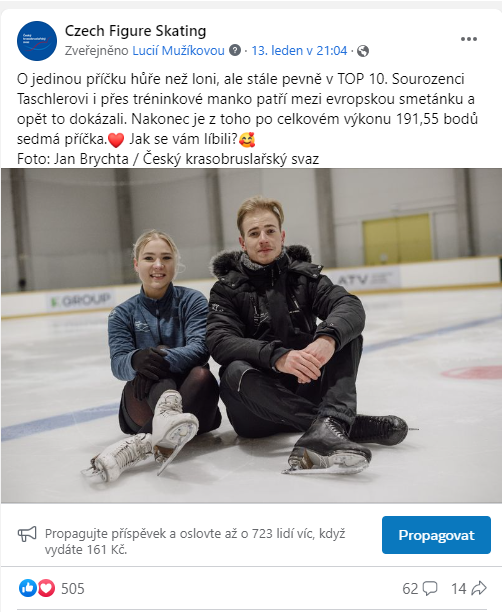 Czech Figure Skating
Zveřejněno Lucií Mužíkovou · 13. leden v 21:04 ·
O jedinou příčku hůře než loni, ale stále pevně v TOP 10. Sourozenci
Taschlerovi i přes tréninkové manko patří mezi evropskou smetánku a
opět to dokázali. Nakonec je z toho po celkovém výkonu 191,55 bodů
sedmá příčka.❤️ Jak se vám líbili?🥰
Foto: Jan Brychta / Český krasobruslařský svaz
GROUP
ATV
Propagujte příspěvek a oslovte až o 723 lidí víc, když
vydáte 161 Kč.
Propagovat
505
62
14